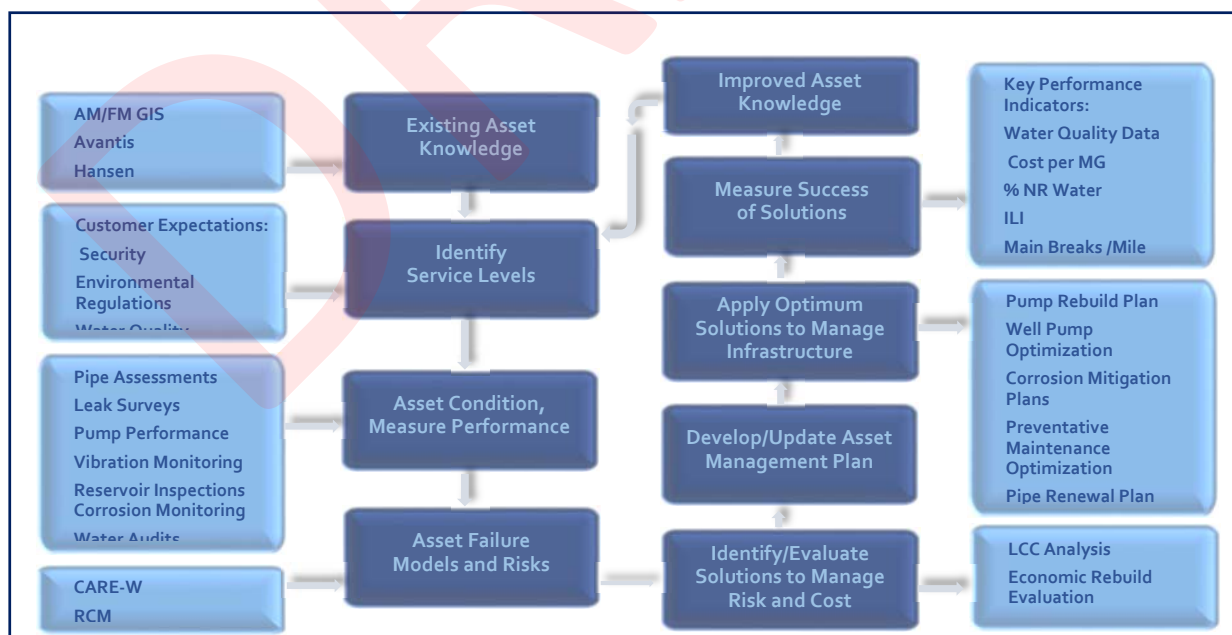 AM/FM GIS
Avantis
Hansen
Customer Expectations:
Security
Environmental
Regulations
Water Quality
Pipe Assessments
Leak Surveys
Pump Performance
Vibration Monitoring
Reservoir Inspections
Corrosion Monitoring
Water Audits
CARE-W
RCM
Existing Asset
Knowledge
Identify
Service Levels
Asset Condition,
Measure Performance
Asset Failure
Models and Risks
Improved Asset
Knowledge
Measure Success
of Solutions
Apply Optimum
Solutions to Manage
Infrastructure
Develop/Update Asset
Management Plan
Identify/Evaluate
Solutions to Manage
Risk and Cost
Key Performance
Indicators:
Water Quality Data
Cost per MG
% NR Water
ILI
Main Breaks /Mile
Pump Rebuild Plan
Well Pump
Optimization
Corrosion Mitigation
Plans
Preventative
Maintenance
Optimization
Pipe Renewal Plan
LCC Analysis
Economic Rebuild
Evaluation